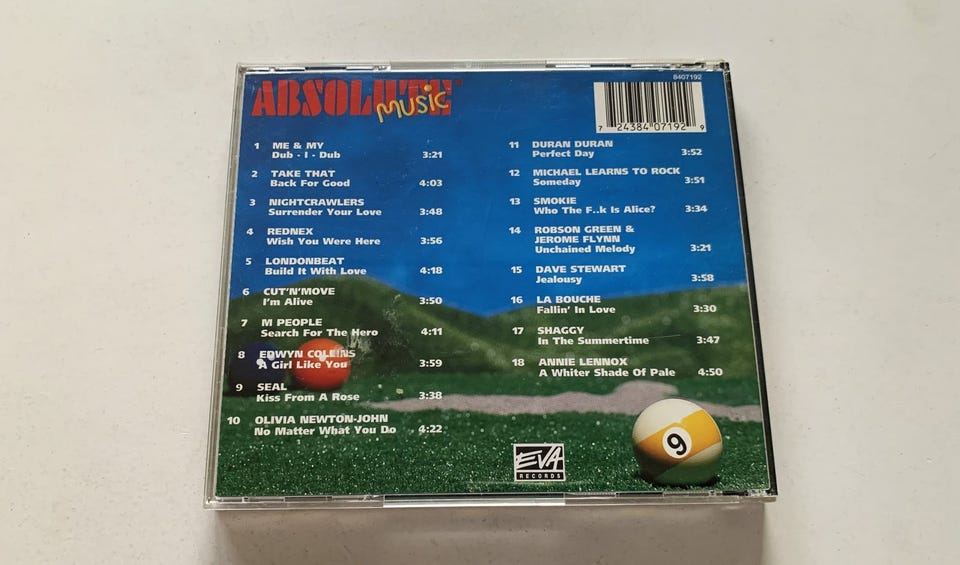 ABSOLUTE
MUSIC
8407192
7 24384 07192 9
1 ME & MY
Dub - I - Dub 3:21
2 TAKE THAT
Back For Good 4:03
3 NIGHTCRAWLERS
Surrender Your Love 3:48
4 REDNEX
Wish You Were Here 3:56
5 LONDONBEAT
Build It With Love 4:18
6 CUT'N'MOVE
I'm Alive 3:50
7 M PEOPLE
Search For The Hero 4:11
8 EDWYN COLLINS
A Girl Like You 3:59
9 SEAL
Kiss From A Rose 3:38
10 OLIVIA NEWTON-JOHN
No Matter What You Do 4:22
11 DURAN DURAN
Perfect Day 3:52
12 MICHAEL LEARNS TO ROCK
Someday 3:51
13 SMOKIE
Who The F..k Is Alice? 3:34
14 ROBSON GREEN &
JEROME FLYNN
Unchained Melody 3:21
15 DAVE STEWART
Jealousy 3:58
16 LA BOUCHE
Fallin' In Love 3:30
17 SHAGGY
In The Summertime 3:47
18 ANNIE LENNOX
A Whiter Shade Of Pale 4:50
9
EVA
RECORDS